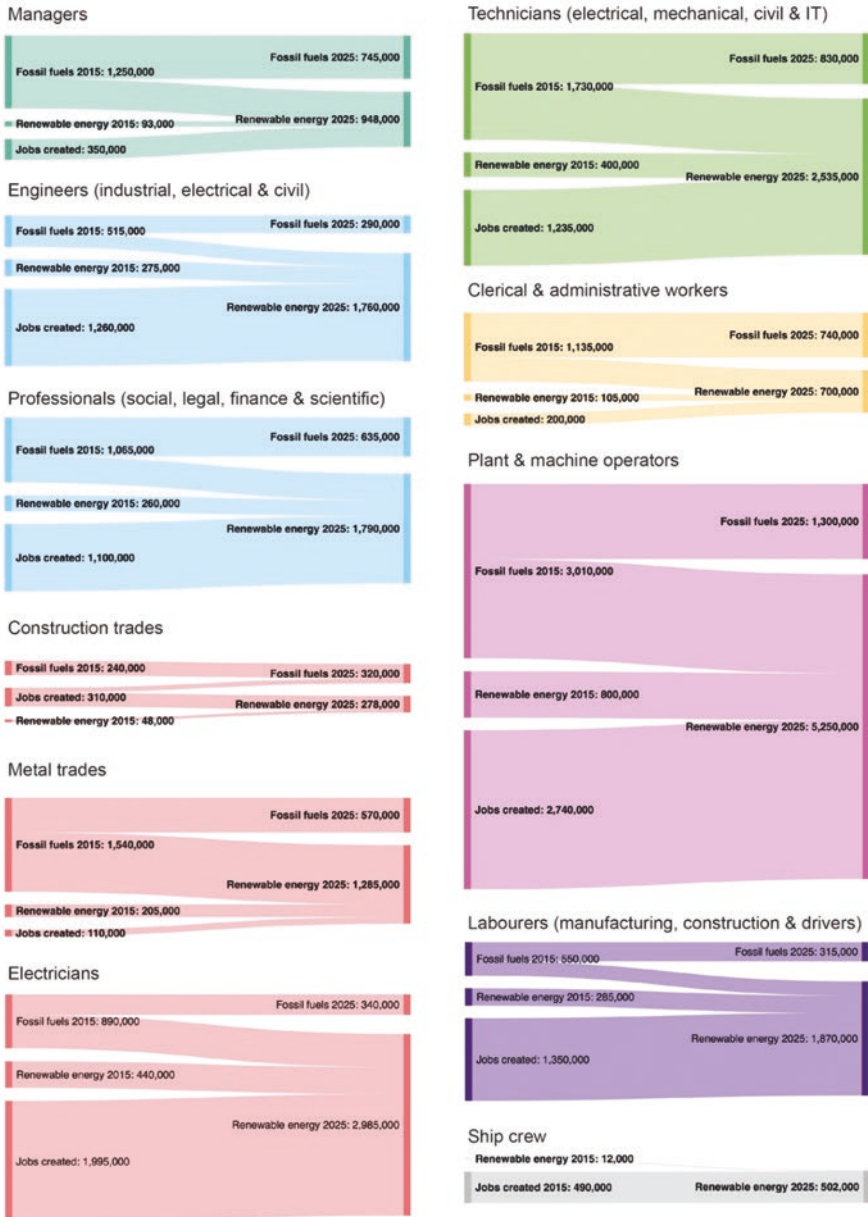 Managers
Fossil fuels 2025: 745,000
Fossil fuels 2015: 1,250,000
Renewable energy 2015: 93,000
Renewable energy 2025: 948,000
Jobs created: 350,000
Engineers (industrial, electrical & civil)
Fossil fuels 2025: 290,000
Fossil fuels 2015: 515,000
Renewable energy 2015: 275,000
Renewable energy 2025: 1,760,000
Jobs created: 1,260,000
Professionals (social, legal, finance & scientific)
Fossil fuels 2025: 635,000
Fossil fuels 2015: 1,065,000
Renewable energy 2015: 260,000
Renewable energy 2025: 1,790,000
Jobs created: 1,100,000
Construction trades
Fossil fuels 2015: 240,000
Fossil fuels 2025: 320,000
Jobs created: 310,000
Renewable energy 2025: 278,000
Renewable energy 2015: 48,000
Metal trades
Fossil fuels 2025: 570,000
Fossil fuels 2015: 1,540,000
Renewable energy 2025: 1,285,000
Renewable energy 2015: 205,000
Jobs created: 110,000
Electricians
Fossil fuels 2025: 340,000
Fossil fuels 2015: 890,000
Renewable energy 2015: 440,000
Renewable energy 2025: 2,985,000
Jobs created: 1,995,000
Technicians (electrical, mechanical, civil & IT)
Fossil fuels 2025: 830,000
Fossil fuels 2015: 1,730,000
Renewable energy 2015: 400,000
Renewable energy 2025: 2,535,000
Jobs created: 1,235,000
Clerical & administrative workers
Fossil fuels 2025: 740,000
Fossil fuels 2015: 1,135,000
Renewable energy 2025: 700,000
Renewable energy 2015: 105,000
Jobs created: 200,000
Plant & machine operators
Fossil fuels 2025: 1,300,000
Fossil fuels 2015: 3,010,000
Renewable energy 2015: 800,000
Renewable energy 2025: 5,250,000
Jobs created: 2,740,000
Labourers (manufacturing, construction & drivers)
Fossil fuels 2025: 315,000
Fossil fuels 2015: 550,000
Renewable energy 2015: 285,000
Renewable energy 2025: 1,870,000
Jobs created: 1,350,000
Ship crew
Renewable energy 2015: 12,000
Jobs created 2015: 490,000
Renewable energy 2025: 502,000